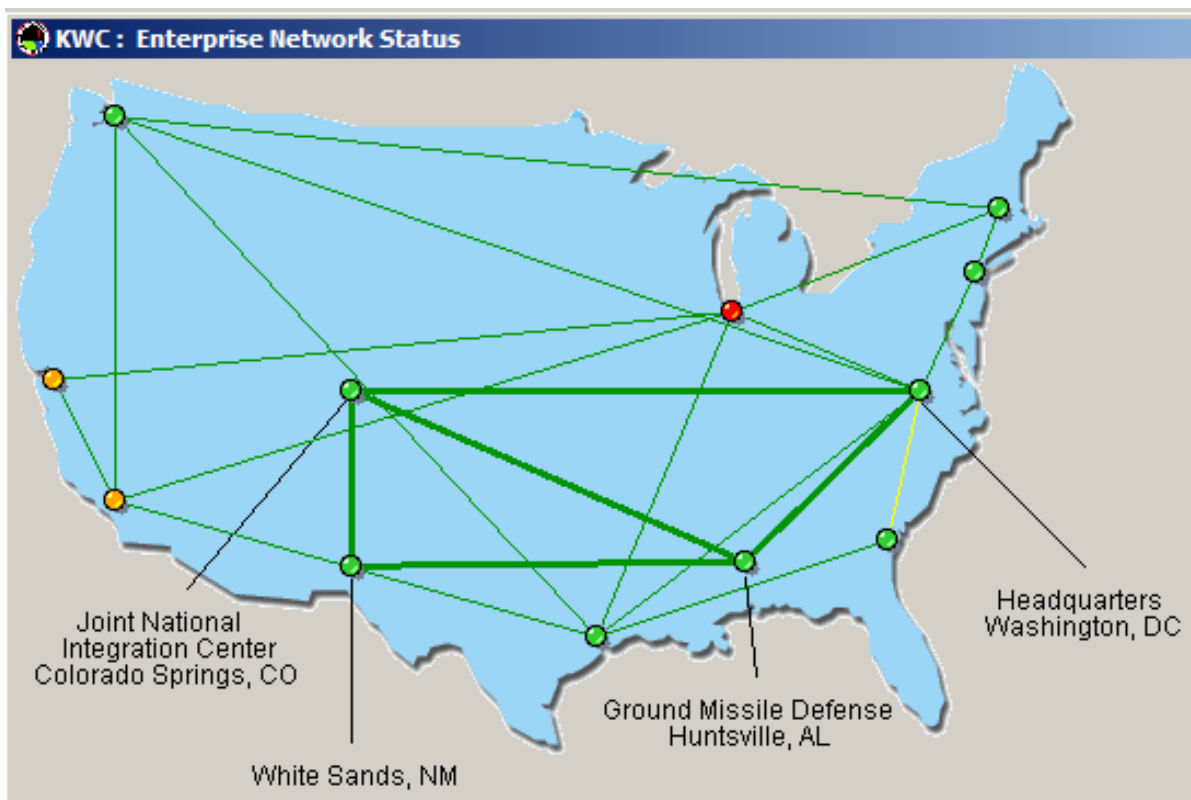 KWC : Enterprise Network Status
Joint National
Integration Center
Colorado Springs, CO
Headquarters
Washington, DC
Ground Missile Defense
Huntsville, AL
White Sands, NM